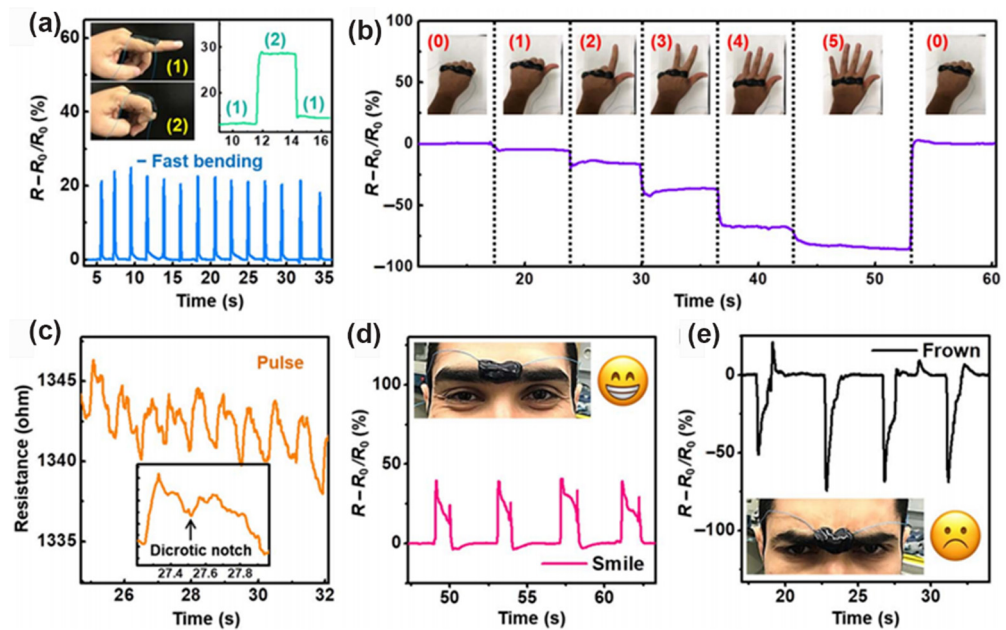 (a)
R−R0/R0 (%)
60
40
20
0
(1)
(2)
30
20
(2)
(1)
(1)
10 12 14 16
− Fast bending
5 10 15 20 25 30 35
Time (s)
(b)
R−R0/R0 (%)
100
50
0
−50
−100
(0)
(1)
(2)
(3)
(4)
(5)
(0)
20 30 40 50 60
Time (s)
(c)
Resistance (ohm)
1345
1340
1335
Pulse
Dicrotic notch
27.4 27.6 27.8
26 28 30 32
Time (s)
(d)
R−R0/R0 (%)
100
50
0
Smile
50 55 60
Time (s)
(e)
R−R0/R0 (%)
50
0
−50
−100
Frown
20 25 30
Time (s)